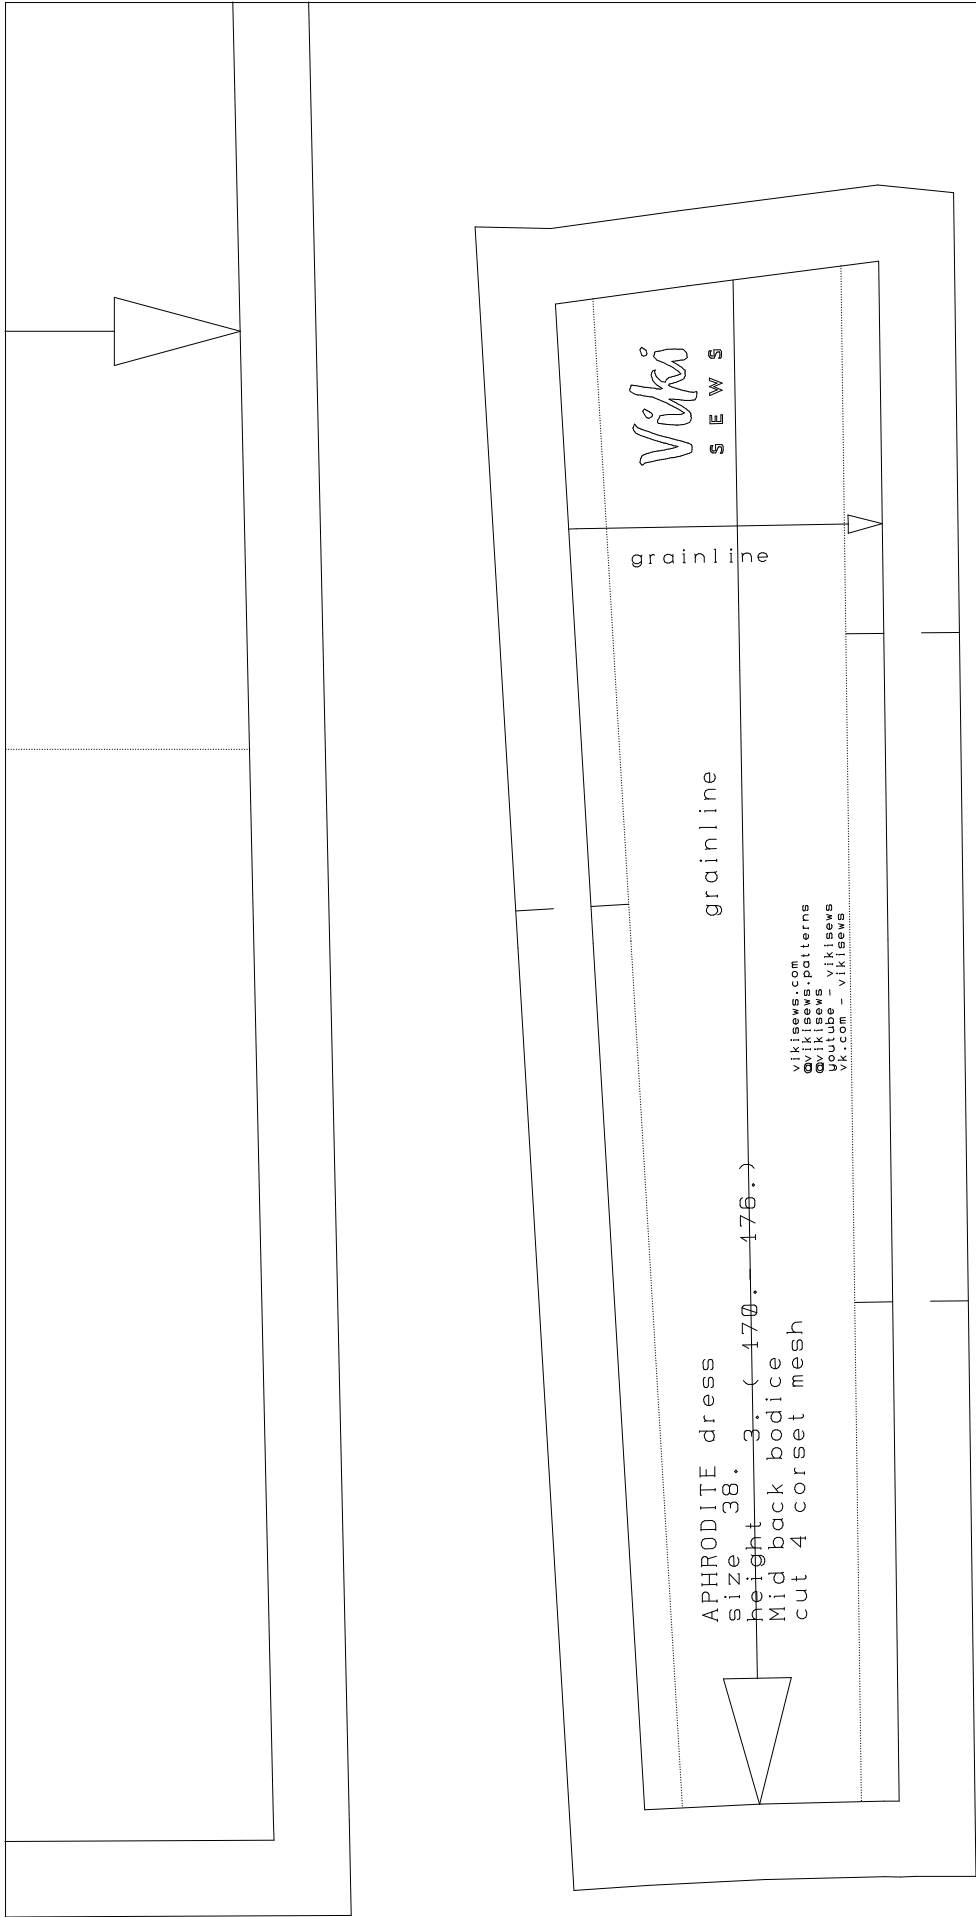 Viki
SEWS
grainline
grainline
vikisews.com
@vikisews.patterns
@vikisews
youtube - vikisews
vk.com - vikisews
APHRODITE dress
size 38.
height 3. ( 170. - 176. )
Mid back bodice
cut 4 corset mesh